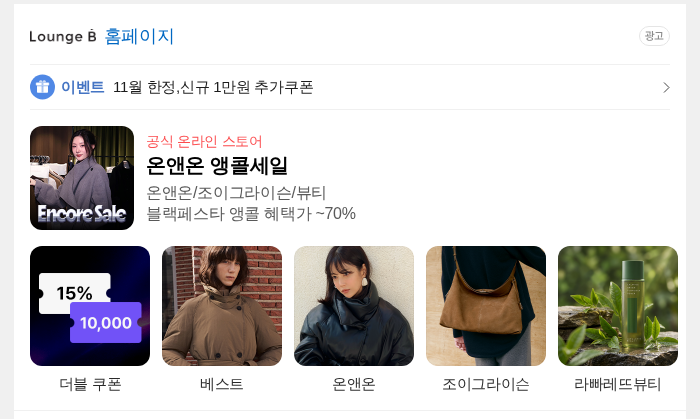 Lounge B 홈페이지
광고
이벤트 11월 한정,신규 1만원 추가쿠폰
공식 온라인 스토어
온앤온 앵콜세일
온앤온/조이그라이슨/뷰티
블랙페스타 앵콜 혜택가 ~70%
Encore Sale
15%
10,000
더블 쿠폰
베스트
온앤온
조이그라이슨
라빠레뜨뷰티